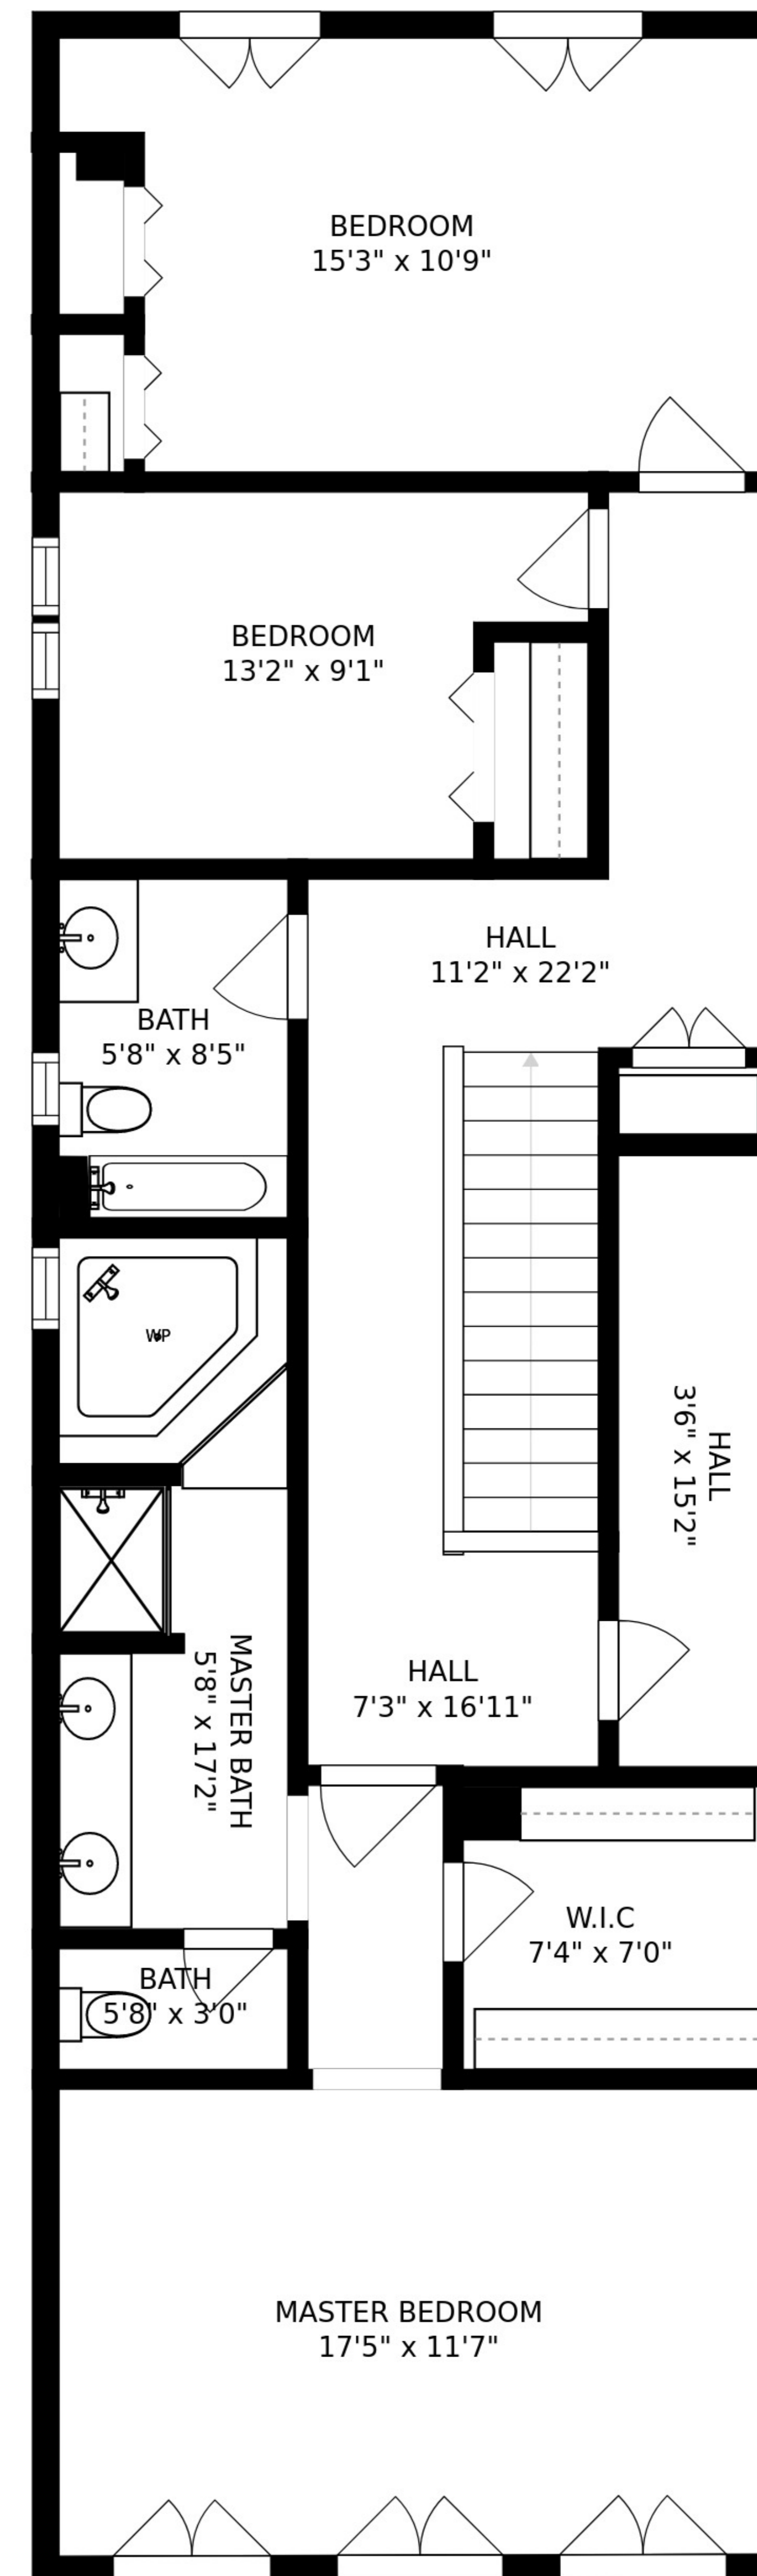 BEDROOM
15'3" x 10'9"
BEDROOM
13'2" x 9'1"
HALL
11'2" x 22'2"
BATH
5'8" x 8'5"
WP
HALL
3'6" x 15'2"
MASTER BATH
5'8" x 17'2"
HALL
7'3" x 16'11"
W.I.C
7'4" x 7'0"
BATH
5'8" x 3'0"
MASTER BEDROOM
17'5" x 11'7"